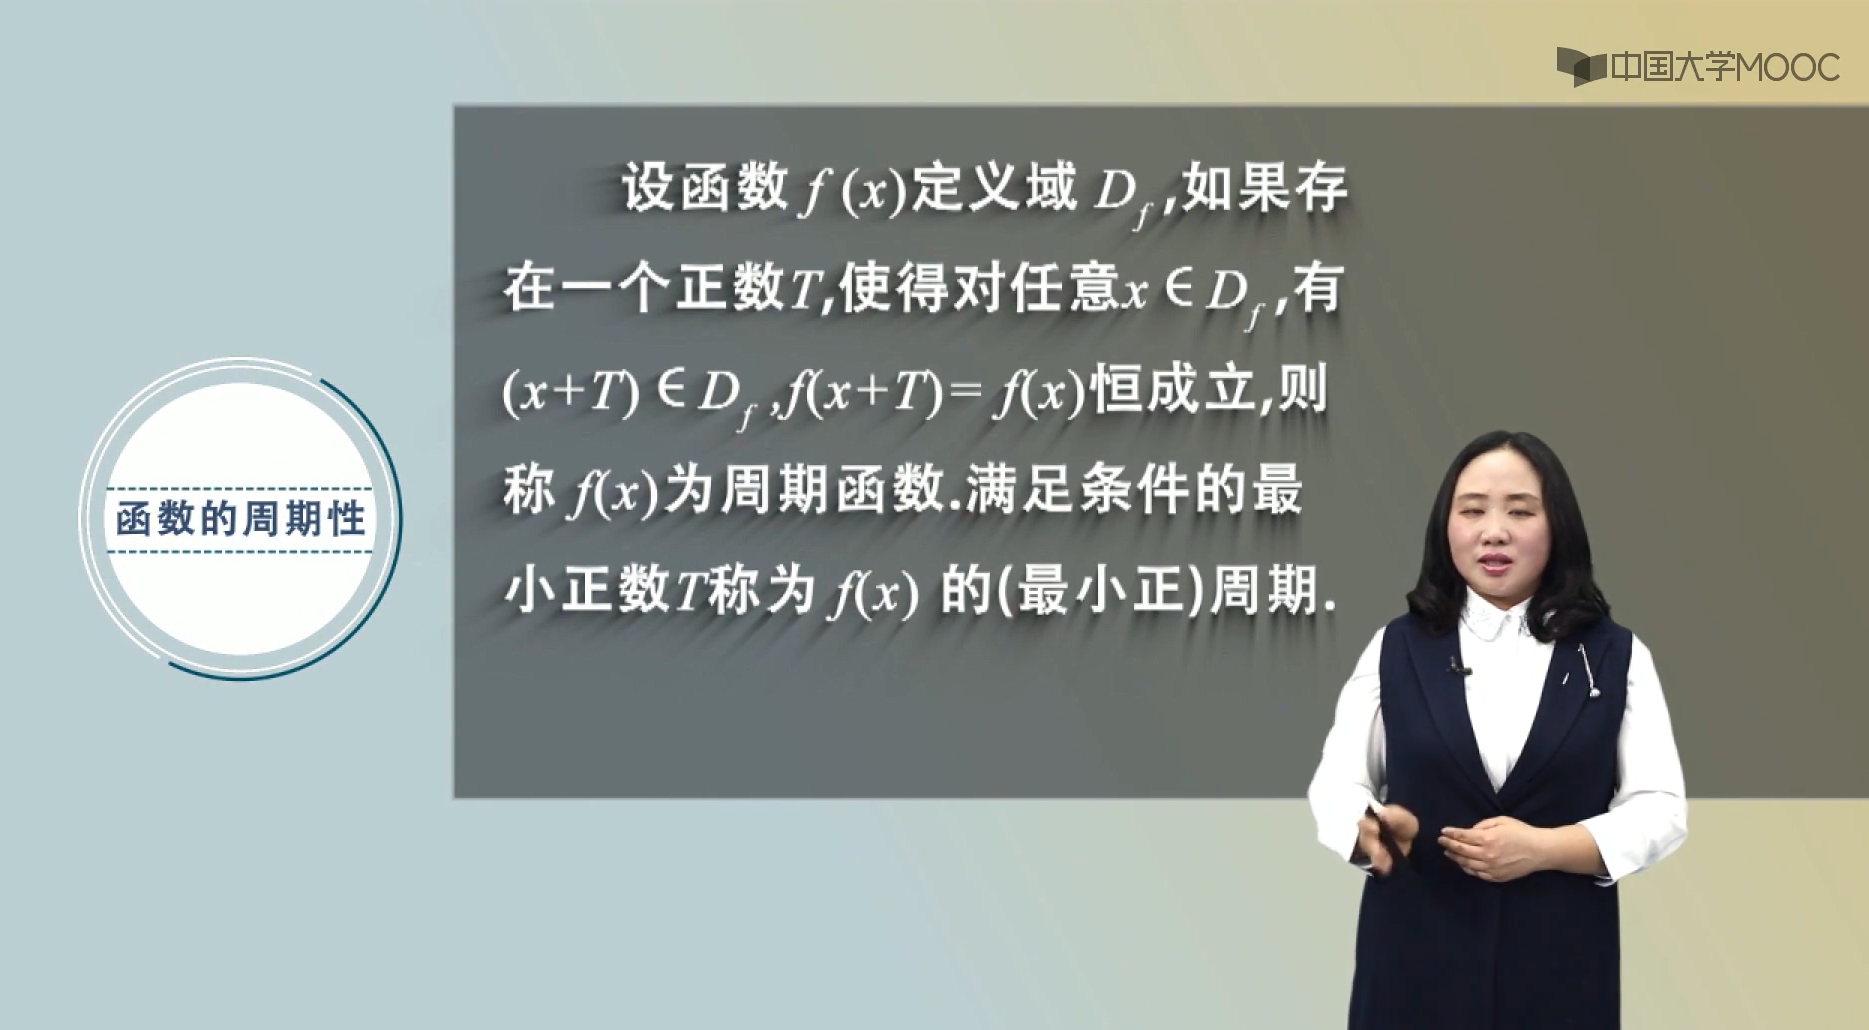 中国大学MOOC
设函数 f (x)定义域 D_f ,如果存
在一个正数T,使得对任意x ∈ D_f ,有
(x+T) ∈ D_f ,f(x+T)= f(x)恒成立,则
称 f(x)为周期函数.满足条件的最
小正数T称为 f(x) 的(最小正)周期.
函数的周期性